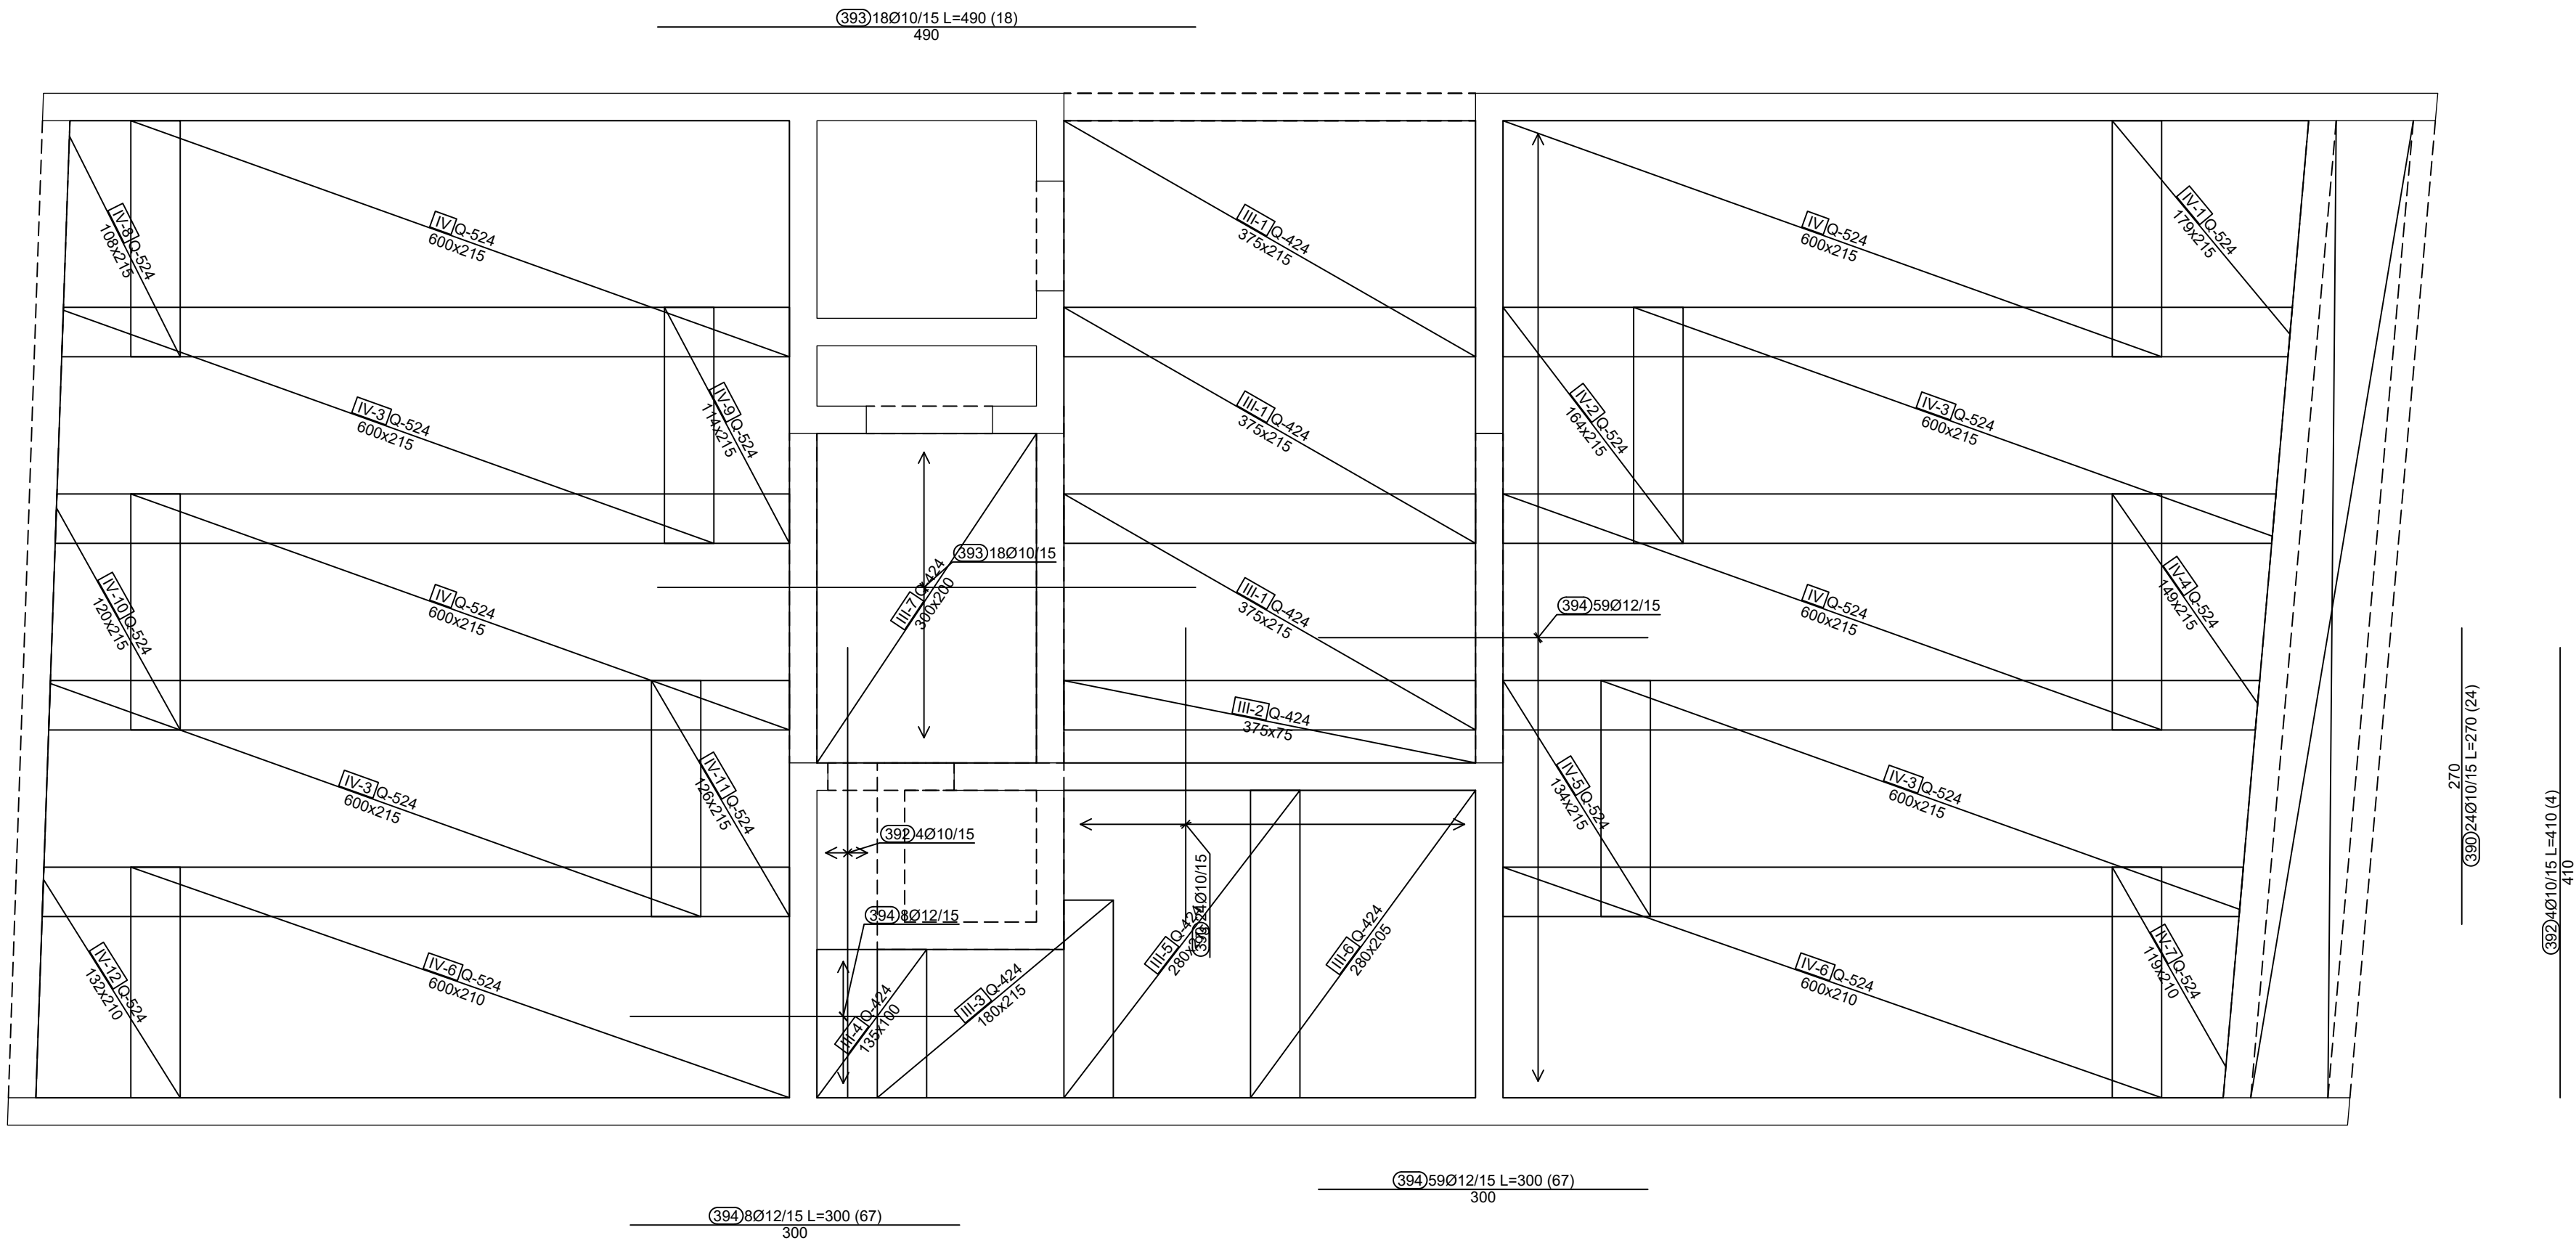 393 18Ø10/15 L=490 (18)
490
IV-8 Q-524
108x215
IV Q-524
600x215
III-1 Q-424
375x215
IV Q-524
600x215
IV-1 Q-524
179x215
IV-3 Q-524
600x215
IV-9 Q-524
114x215
III-1 Q-424
375x215
IV-2 Q-524
164x215
IV-3 Q-524
600x215
393 18Ø10/15
III-7 Q-424
300x200
IV-10 Q-524
120x215
IV Q-524
600x215
III-1 Q-424
375x215
394 59Ø12/15
IV Q-524
600x215
IV-4 Q-524
149x215
III-2 Q-424
375x75
IV-3 Q-524
600x215
IV-11 Q-524
126x215
392 4Ø10/15
IV-5 Q-524
134x215
IV-3 Q-524
600x215
270
390 24Ø10/15 L=270 (24)
392 4Ø10/15 L=410 (4)
410
394 8Ø12/15
390 24Ø10/15
III-5 Q-424
III-6 Q-424
280x205
IV-12 Q-524
132x210
IV-6 Q-524
600x210
III-4 Q-424
135x100
III-3 Q-424
180x215
IV-6 Q-524
600x210
IV-7 Q-524
119x210
394 59Ø12/15 L=300 (67)
300
394 8Ø12/15 L=300 (67)
300